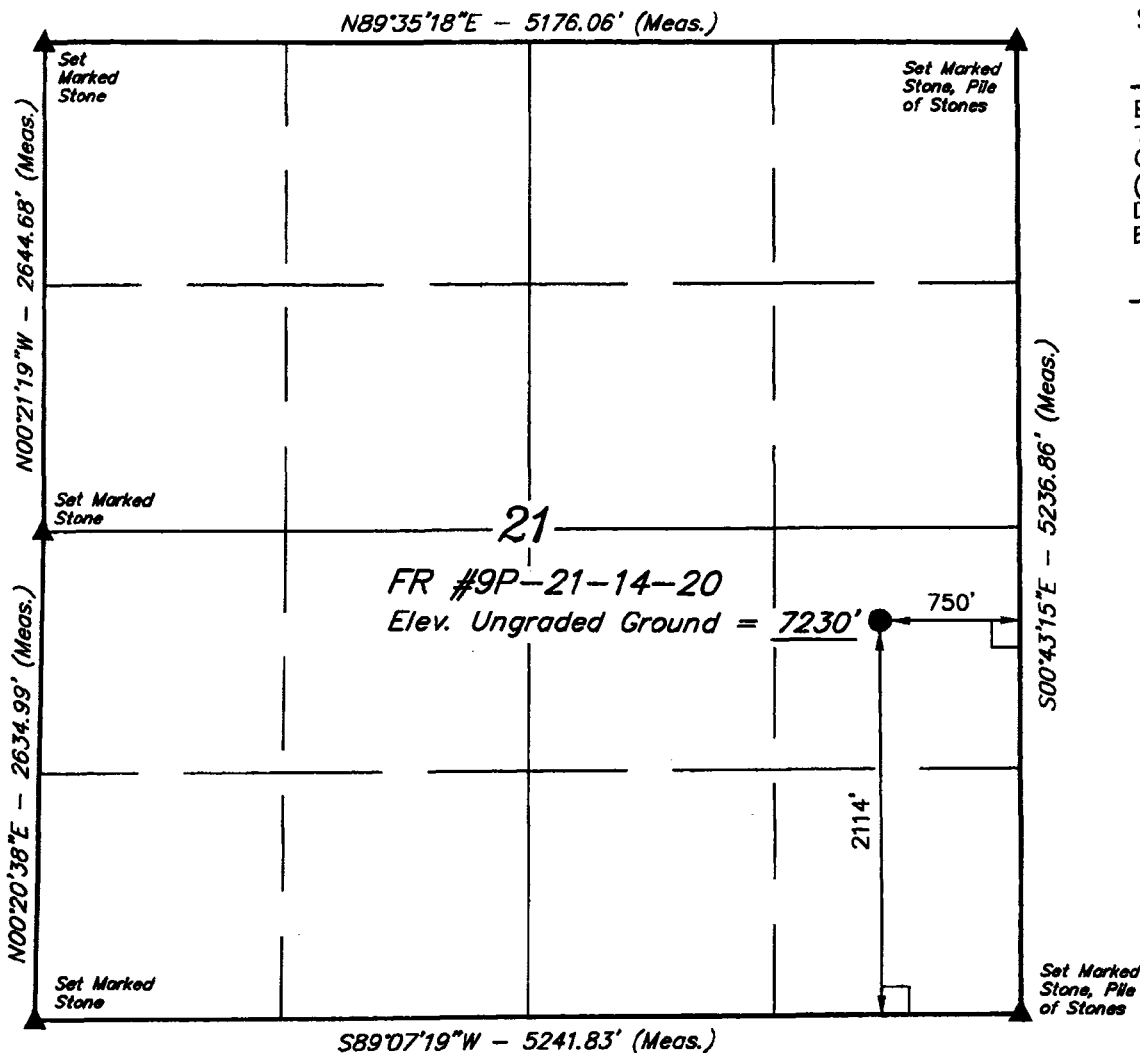 N89°35'18"E - 5176.06' (Meas.)
Set
Marked
Stone
Set Marked
Stone, Pile
of Stones
N00°21'19"W - 2644.68' (Meas.)
S00°43'15"E - 5236.86' (Meas.)
Set Marked
Stone
21
FR #9P-21-14-20
Elev. Ungraded Ground = 7230'
750'
2114'
N00°20'38"E - 2634.99' (Meas.)
Set Marked
Stone
Set Marked
Stone, Pile
of Stones
S89°07'19"W - 5241.83' (Meas.)